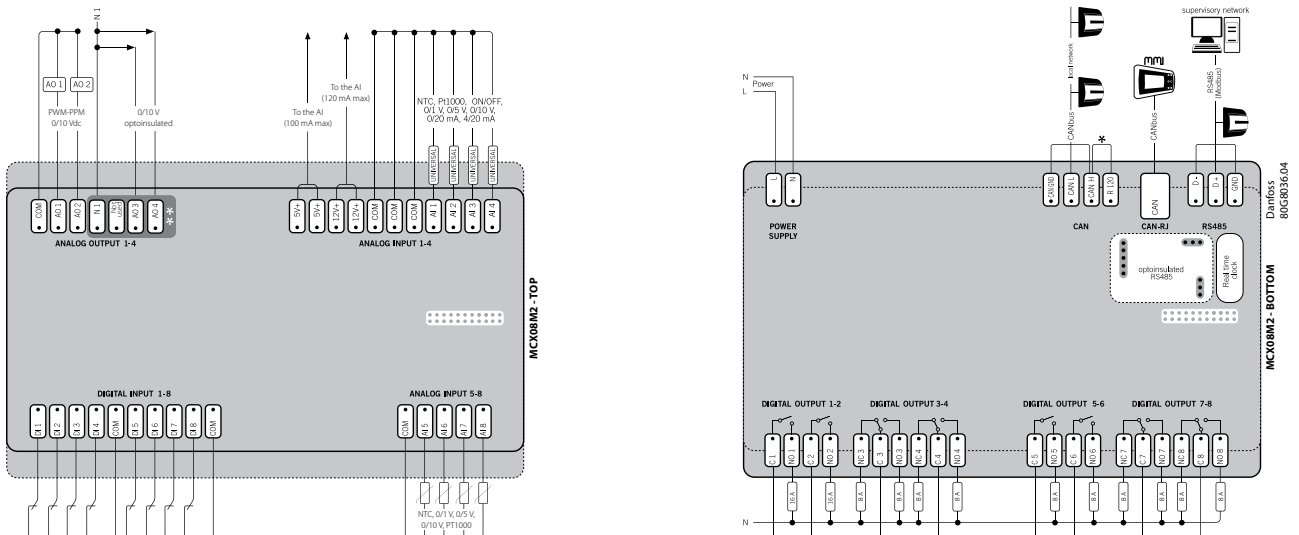 N 1
AO 1
AO 2
PWM-PPM
0/10 Vdc
0/10 V
optoinsulated
To the AI
(100 mA max)
To the AI
(120 mA max)
NTC, Pt1000, ON/OFF,
0/1 V, 0/5 V, 0/10 V,
0/20 mA, 4/20 mA
UNIVERSAL
UNIVERSAL
UNIVERSAL
UNIVERSAL
COM
AO 1
AO 2
N 1
Not used
AO 3
AO 4
**
5V+
5V+
12V+
12V+
COM
COM
COM
AI 1
AI 2
AI 3
AI 4
ANALOG OUTPUT 1-4
ANALOG INPUT 1-4
MCX08M2 - TOP
DIGITAL INPUT 1-8
ANALOG INPUT 5-8
DI 1
DI 2
DI 3
DI 4
COM
DI 5
DI 6
DI 7
DI 8
COM
COM
AI 5
AI 6
AI 7
AI 8
NTC, 0/1 V, 0/5 V,
0/10 V, PT1000
supervisory network
local network
CANbus
mmi
CANbus
RS485
(Modbus)
N
Power
L
*
L
N
CAN GND
CAN L
CAN H
R 120
CAN
D -
D +
GND
POWER
SUPPLY
CAN
CAN-RJ
RS485
optoinsulated
RS485
Real time
clock
Danfoss
80G8036.04
MCX08M2 - BOTTOM
DIGITAL OUTPUT 1-2
DIGITAL OUTPUT 3-4
DIGITAL OUTPUT 5-6
DIGITAL OUTPUT 7-8
C 1
NO 1
C 2
NO 2
NC 3
C 3
NO 3
NC 4
C 4
NO 4
C 5
NO 5
C 6
NO 6
NC 7
C 7
NO 7
NC 8
C 8
NO 8
16 A
16 A
8 A
8 A
8 A
8 A
8 A
8 A
8 A
8 A
8 A
8 A
N